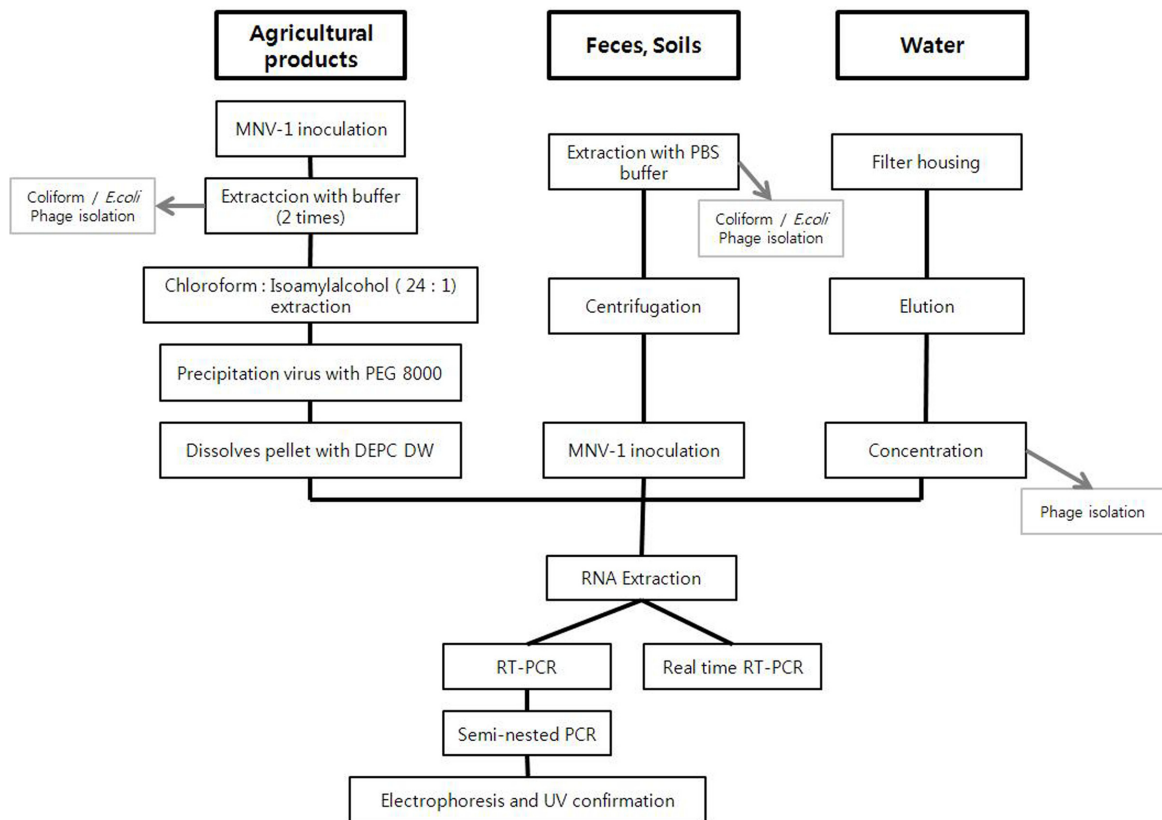 Agricultural
products
Feces, Soils
Water
MNV-1 inoculation
Extraction with PBS
buffer
Filter housing
Coliform / E.coli
Phage isolation
Extractcion with buffer
(2 times)
Coliform / E.coli
Phage isolation
Chloroform : Isoamylalcohol ( 24 : 1)
extraction
Centrifugation
Elution
Precipitation virus with PEG 8000
Dissolves pellet with DEPC DW
MNV-1 inoculation
Concentration
Phage isolation
RNA Extraction
RT-PCR
Real time RT-PCR
Semi-nested PCR
Electrophoresis and UV confirmation